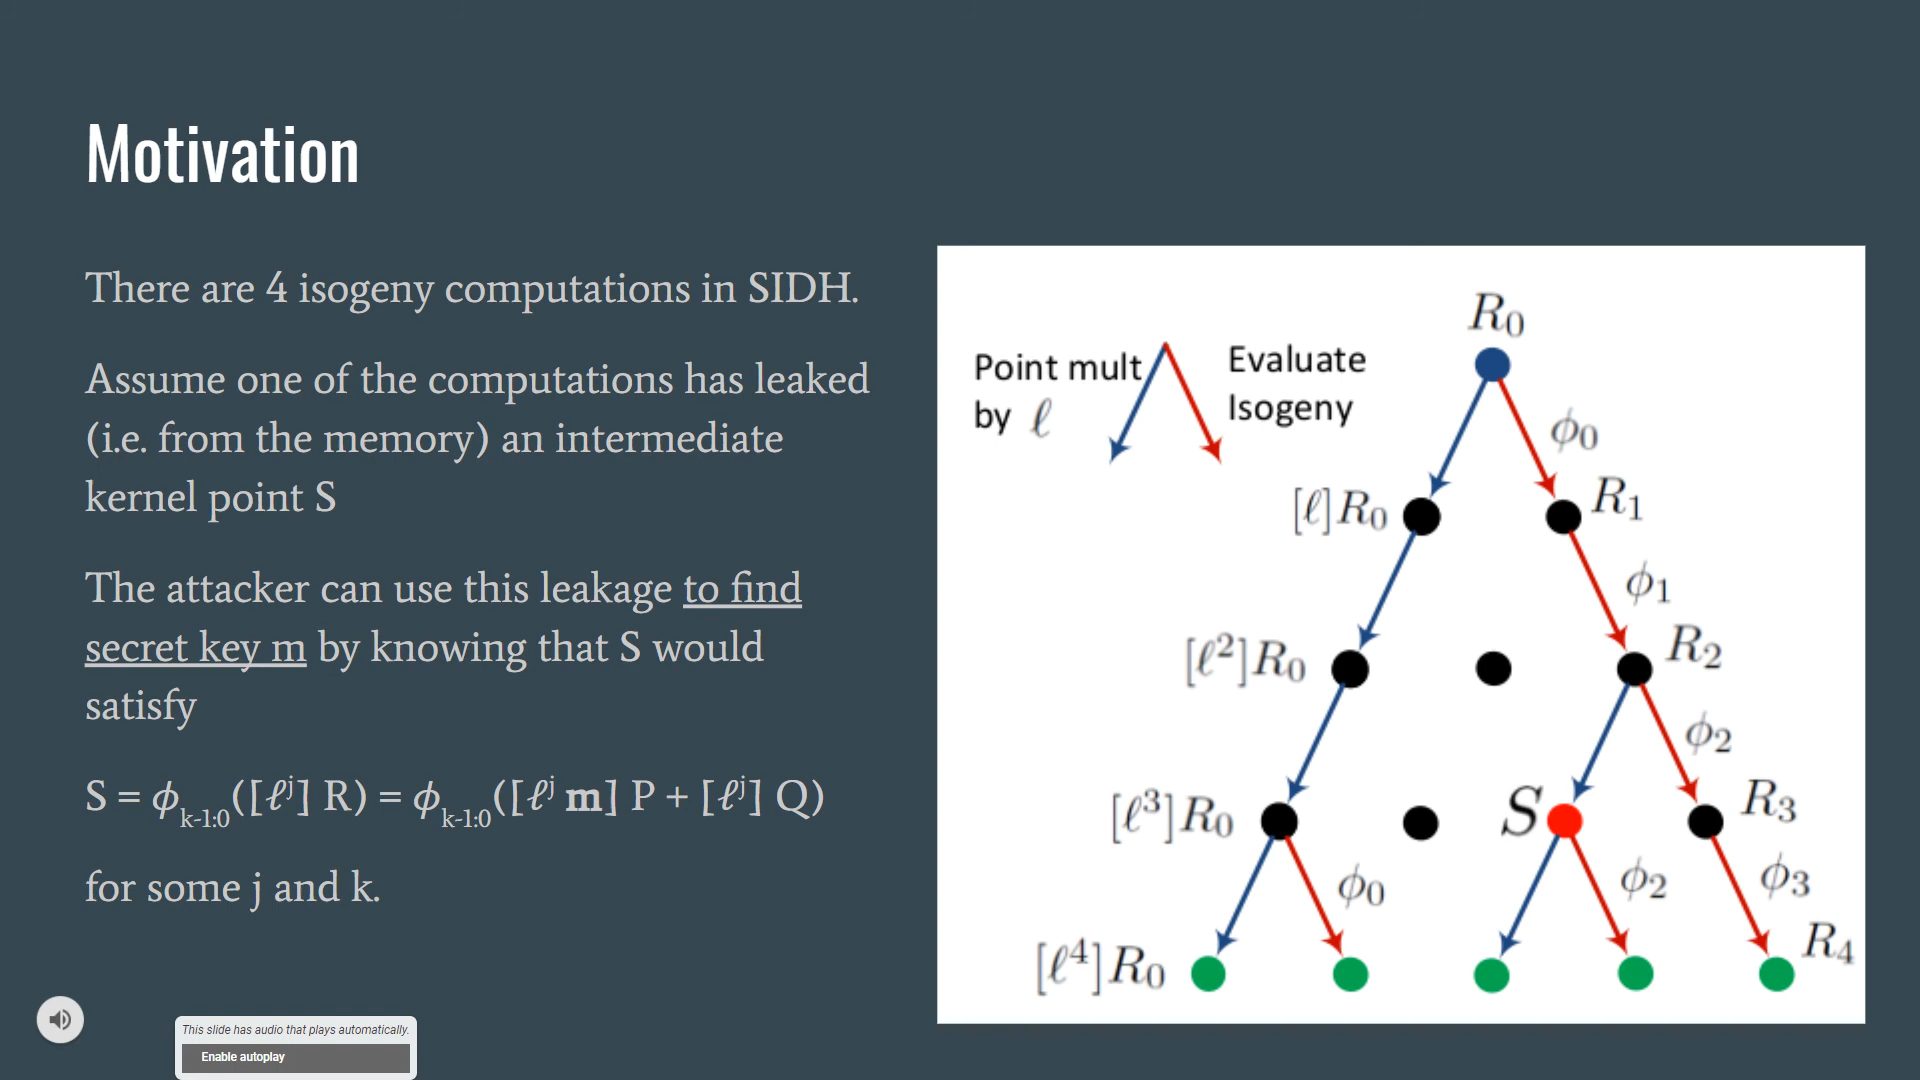 Motivation
There are 4 isogeny computations in SIDH.
Assume one of the computations has leaked
(i.e. from the memory) an intermediate
kernel point S
The attacker can use this leakage to find
secret key m by knowing that S would
satisfy
S = ϕₖ₋₁:₀([ℓʲ] R) = ϕₖ₋₁:₀([ℓʲ m] P + [ℓʲ] Q)
for some j and k.
This slide has audio that plays automatically.
Enable autoplay
Point mult
by ℓ
Evaluate
Isogeny
R₀
ϕ₀
[ℓ]R₀
R₁
ϕ₁
[ℓ²]R₀
R₂
ϕ₂
[ℓ³]R₀
S
R₃
ϕ₀
ϕ₂
ϕ₃
[ℓ⁴]R₀
R₄